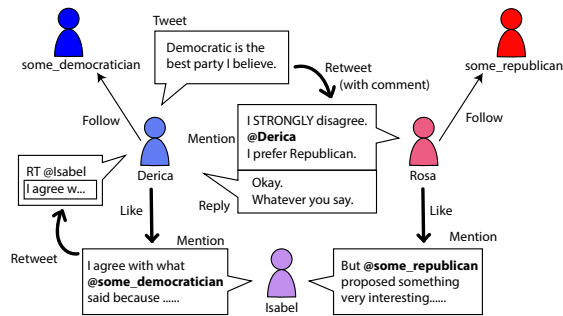 Tweet
some_democratician
Democratic is the
best party I believe.
some_republican
Retweet
(with comment)
Follow
Mention
I STRONGLY disagree.
@Derica
I prefer Republican.
Follow
RT @Isabel
I agree w...
Derica
Rosa
Okay.
Whatever you say.
Reply
Like
Like
Retweet
Mention
Mention
I agree with what
@some_democratician
said because ......
Isabel
But @some_republican
proposed something
very interesting......